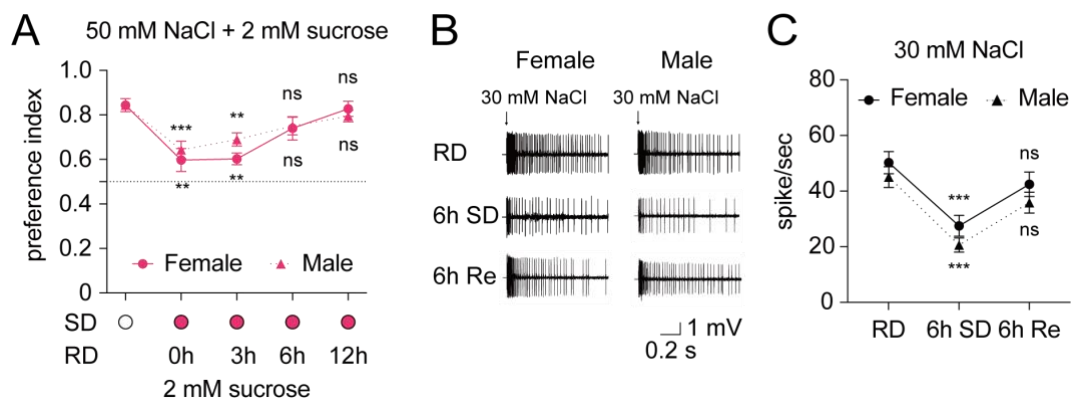 A
50 mM NaCl + 2 mM sucrose
preference index
1.0
0.8
0.6
0.4
0.2
0
ns
ns
***
**
**
**
ns
ns
Female
Male
SD
RD
0h
3h
6h
12h
2 mM sucrose
B
Female
Male
30 mM NaCl
30 mM NaCl
RD
6h SD
6h Re
1 mV
0.2 s
C
30 mM NaCl
spike/sec
80
60
40
20
0
Female
Male
***
***
ns
ns
RD
6h SD
6h Re